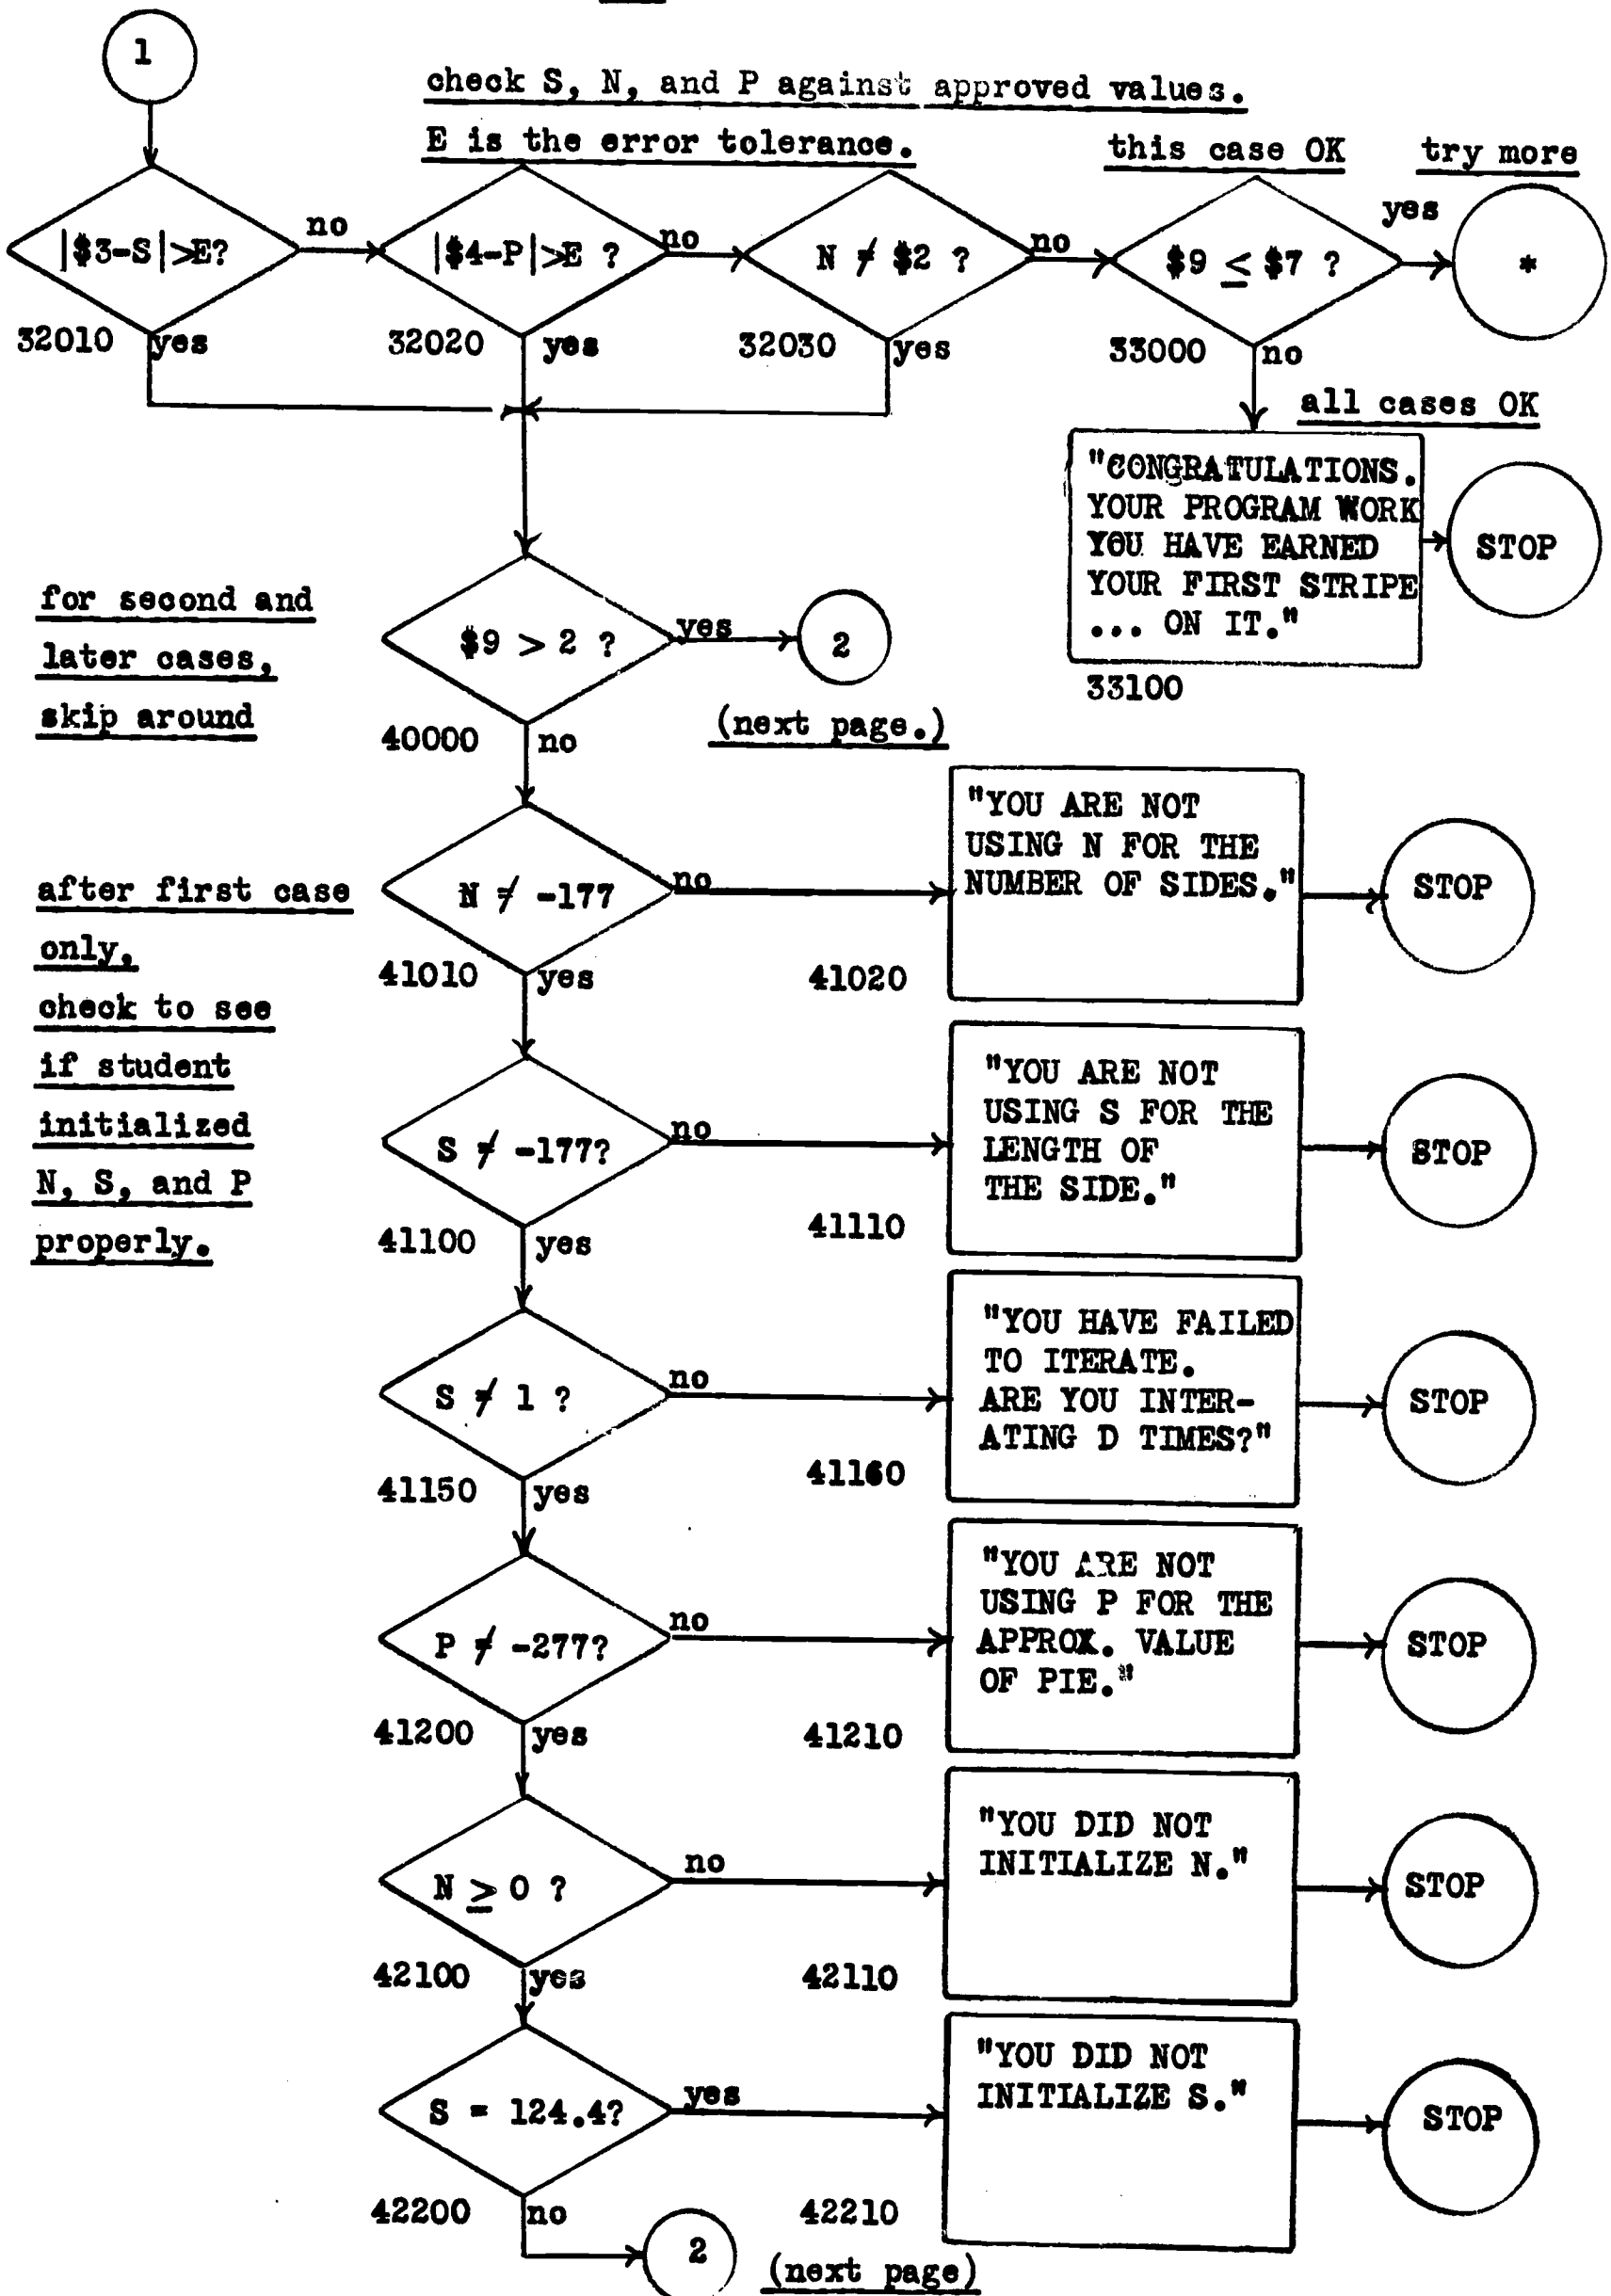 1
check S, N, and P against approved values.
E is the error tolerance.
this case OK
try more
|$3-S|>E?
no
|$4-P|>E ?
no
N ≠ $2 ?
no
$9 ≤ $7 ?
yes
*
32010
yes
32020
yes
32030
yes
33000
no
all cases OK
"CONGRATULATIONS.
YOUR PROGRAM WORK
YOU HAVE EARNED
YOUR FIRST STRIPE
... ON IT."
STOP
33100
for second and
later cases,
skip around
$9 > 2 ?
yes
2
(next page.)
40000
no
after first case
only.
check to see
if student
initialized
N, S, and P
properly.
N ≠ -177
no
"YOU ARE NOT
USING N FOR THE
NUMBER OF SIDES."
STOP
41010
yes
41020
S ≠ -177?
no
"YOU ARE NOT
USING S FOR THE
LENGTH OF
THE SIDE."
STOP
41100
yes
41110
S ≠ 1 ?
no
"YOU HAVE FAILED
TO ITERATE.
ARE YOU INTER-
ATING D TIMES?"
STOP
41150
yes
41160
P ≠ -277?
no
"YOU ARE NOT
USING P FOR THE
APPROX. VALUE
OF PIE."
STOP
41200
yes
41210
N ≥ 0 ?
no
"YOU DID NOT
INITIALIZE N."
STOP
42100
yes
42110
S = 124.4?
yes
"YOU DID NOT
INITIALIZE S."
STOP
42200
no
42210
2
(next page)